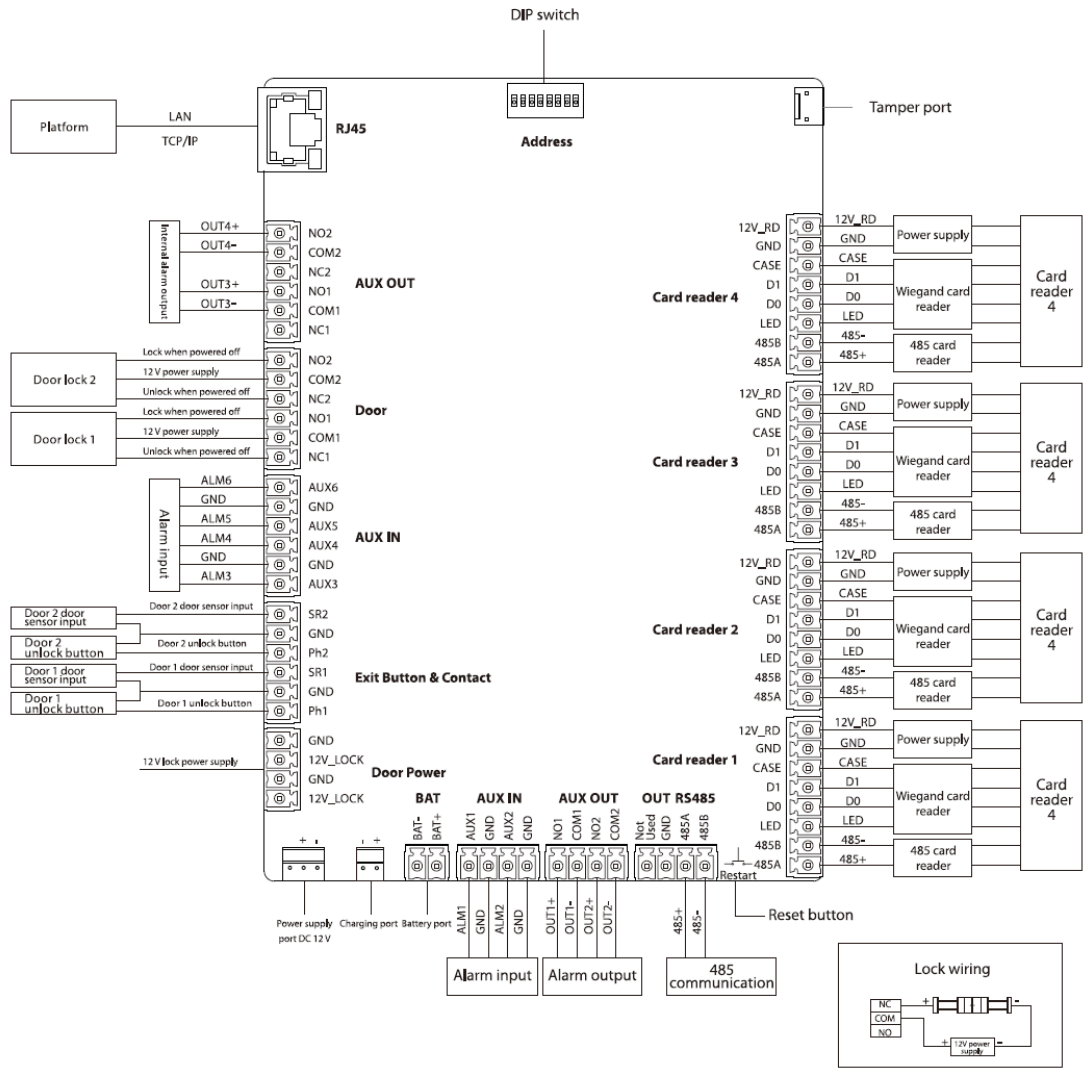 DIP switch
Address
Tamper port
Platform
LAN
TCP/IP
RJ45
Internal alarm output
OUT4+
OUT4-
OUT3+
OUT3-
NO2
COM2
NC2
NO1
COM1
NC1
AUX OUT
Door lock 2
Door lock 1
Lock when powered off
12 V power supply
Unlock when powered off
Lock when powered off
12 V power supply
Unlock when powered off
NO2
COM2
NC2
NO1
COM1
NC1
Door
Alarm input
ALM6
GND
ALM5
ALM4
GND
ALM3
AUX6
GND
AUX5
AUX4
GND
AUX3
AUX IN
Door 2 door
sensor input
Door 2
unlock button
Door 1 door
sensor input
Door 1
unlock button
Door 2 door sensor input
Door 2 unlock button
Door 1 door sensor input
Door 1 unlock button
SR2
GND
Ph2
SR1
GND
Ph1
Exit Button & Contact
12 V lock power supply
GND
12V_LOCK
GND
12V_LOCK
Door Power
Card reader 4
12V_RD
GND
CASE
D1
D0
LED
485B
485A
12V_RD
GND
CASE
D1
D0
LED
485-
485+
Power supply
Wiegand card
reader
485 card
reader
Card
reader
4
Card reader 3
12V_RD
GND
CASE
D1
D0
LED
485B
485A
12V_RD
GND
CASE
D1
D0
LED
485-
485+
Power supply
Wiegand card
reader
485 card
reader
Card
reader
4
Card reader 2
12V_RD
GND
CASE
D1
D0
LED
485B
485A
12V_RD
GND
CASE
D1
D0
LED
485-
485+
Power supply
Wiegand card
reader
485 card
reader
Card
reader
4
Card reader 1
12V_RD
GND
CASE
D1
D0
LED
485B
485A
12V_RD
GND
CASE
D1
D0
LED
485-
485+
Power supply
Wiegand card
reader
485 card
reader
Card
reader
4
+ -
Power supply
port DC 12 V
- +
Charging port
BAT
BAT-
BAT+
Battery port
AUX IN
AUX1
GND
AUX2
GND
ALM1
GND
ALM2
GND
Alarm input
AUX OUT
NO1
COM1
NO2
COM2
OUT1+
OUT1-
OUT2+
OUT2-
Alarm output
OUT RS485
Not
Used
GND
485A
485B
485+
485-
485
communication
Restart
Reset button
Lock wiring
NC
COM
NO
+ -
+ -
12V power
supply